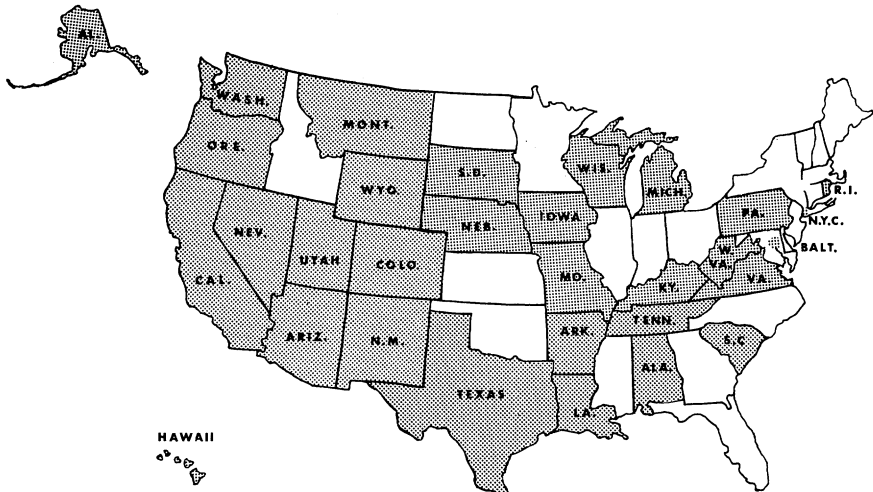 AL.
WASH.
MONT.
ORE.
S.D.
WIS.
MICH.
WYO.
R.I.
IOWA
PA.
N.Y.C.
NEB.
NEV.
W.
VA.
BALT.
UTAH
COLO.
MO.
CAL.
KY.
VA.
TENN.
ARK.
ARIZ.
N.M.
S.C
ALA.
TEXAS
LA.
HAWAII